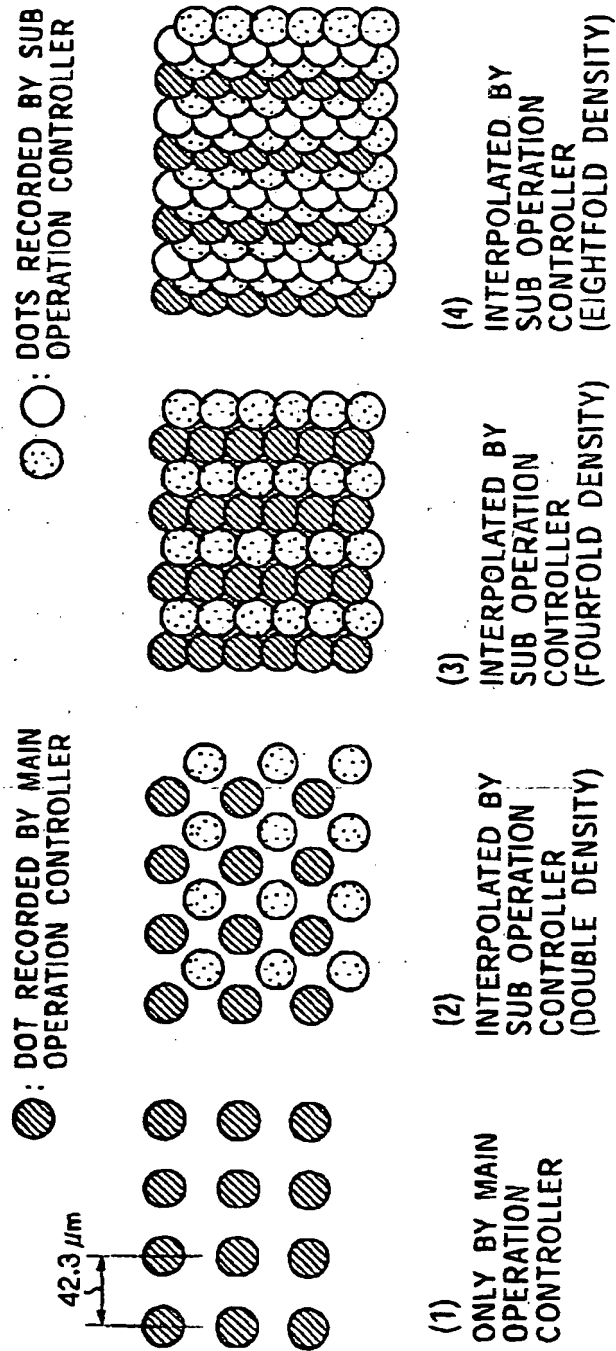 : DOT RECORDED BY MAIN
OPERATION CONTROLLER
: DOTS RECORDED BY SUB
OPERATION CONTROLLER
42.3 μm
(1)
ONLY BY MAIN
OPERATION
CONTROLLER
(2)
INTERPOLATED BY
SUB OPERATION
CONTROLLER
(DOUBLE DENSITY)
(3)
INTERPOLATED BY
SUB OPERATION
CONTROLLER
(FOURFOLD DENSITY)
(4)
INTERPOLATED BY
SUB OPERATION
CONTROLLER
(EIGHTFOLD DENSITY)